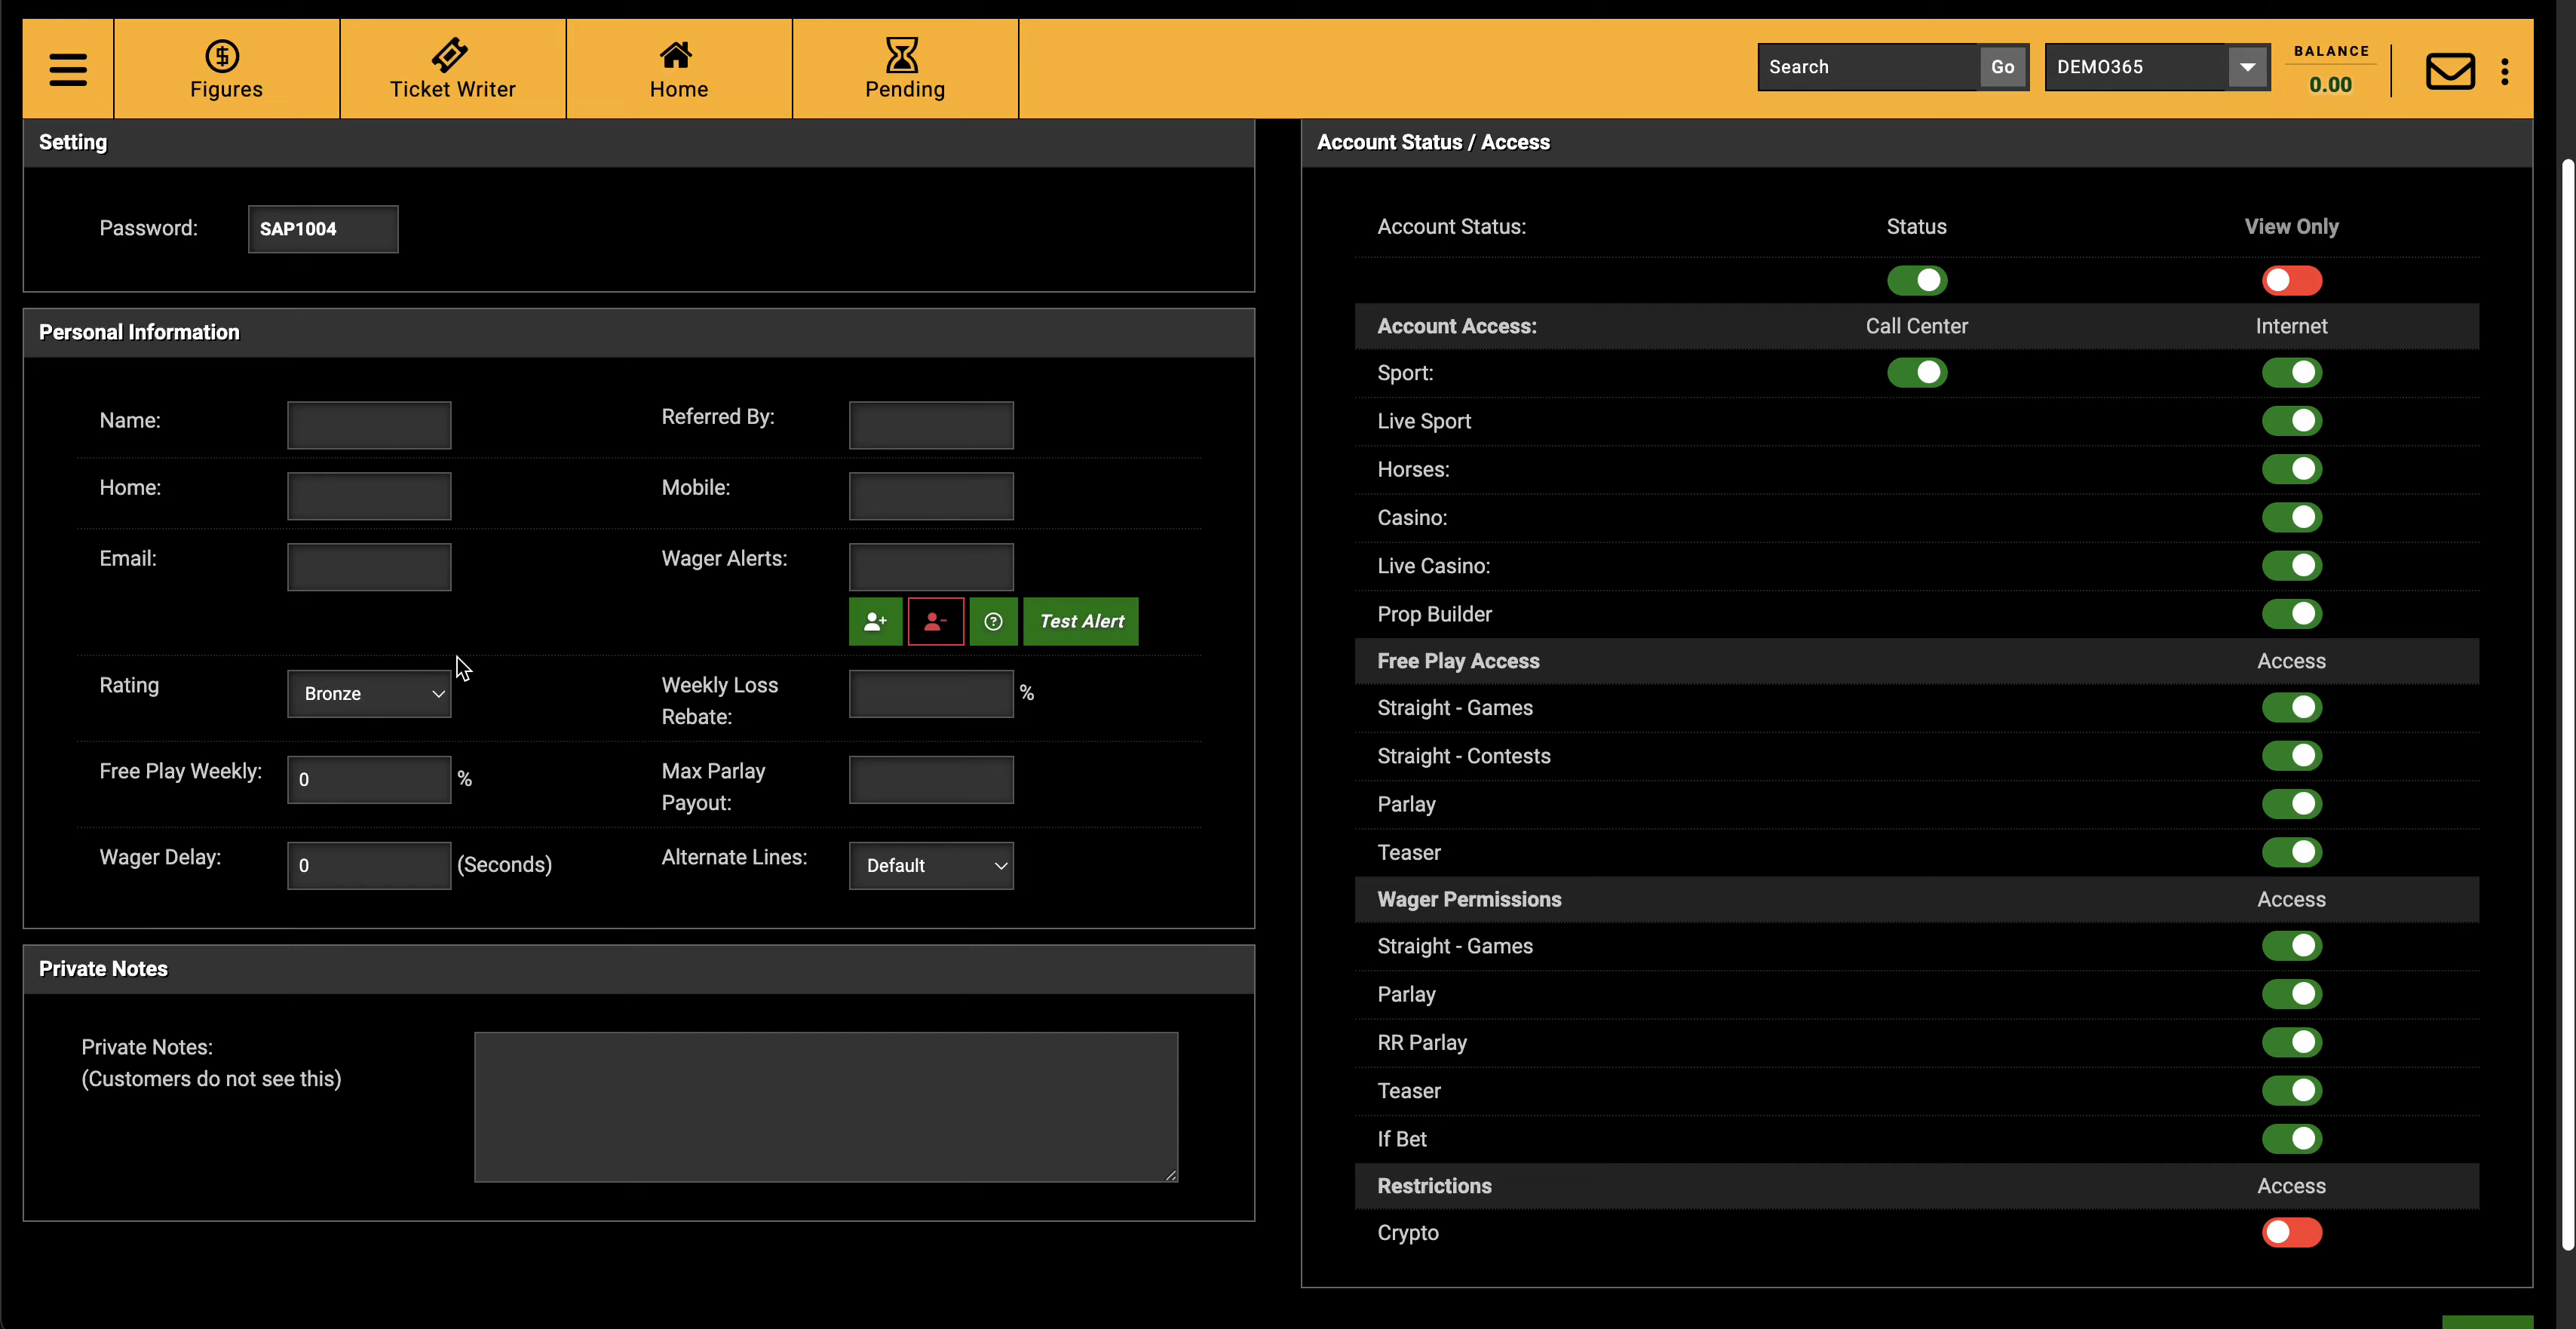 Figures
Ticket Writer
Home
Pending
Search
Go
DEMO365
BALANCE
0.00
Setting
Password:
SAP1004
Personal Information
Name:
Referred By:
Home:
Mobile:
Email:
Wager Alerts:
Test Alert
Rating
Bronze
Weekly Loss
Rebate:
%
Free Play Weekly:
0
%
Max Parlay
Payout:
Wager Delay:
0
(Seconds)
Alternate Lines:
Default
Private Notes
Private Notes:
(Customers do not see this)
Account Status / Access
Account Status: Status View Only
Account Access: Call Center Internet
Sport:
Live Sport
Horses:
Casino:
Live Casino:
Prop Builder
Free Play Access Access
Straight - Games
Straight - Contests
Parlay
Teaser
Wager Permissions Access
Straight - Games
Parlay
RR Parlay
Teaser
If Bet
Restrictions Access
Crypto